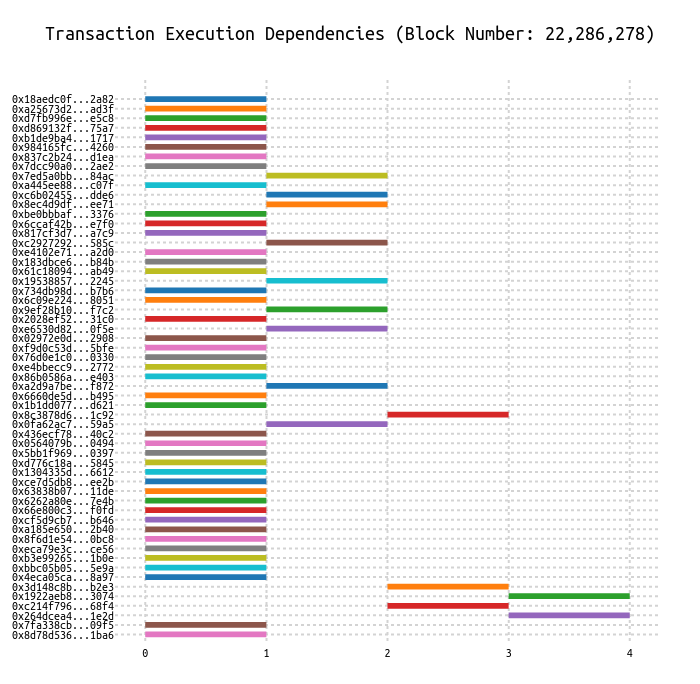 Transaction Execution Dependencies (Block Number: 22,286,278)
0x18aedc0f...2a82
0xa25673d2...ad3f
0xd7fb996e...e5c8
0xd869132f...75a7
0xb1de9ba4...1717
0x984165fc...4260
0x837c2b24...d1ea
0x7dcc90a0...2ae2
0x7ed5a0bb...84ac
0xa445ee88...c07f
0xc6b02455...dde6
0x8ec4d9df...ee71
0xbe0bbbaf...3376
0x6ccaf42b...e7f0
0x817cf3d7...a7c9
0xc2927292...585c
0xe4102e71...a2d0
0x183dbce6...b84b
0x61c18094...ab49
0x19538857...2245
0x734db98d...b7b6
0x6c09e224...8051
0x9ef28b10...f7c2
0x2028ef52...31c0
0xe6530d82...0f5e
0x02972e0d...2908
0xf9d0c53d...5bfe
0x76d0e1c0...0330
0xe4bbecc9...2772
0x86b0586a...e403
0xa2d9a7be...f872
0x6660de5d...b495
0x1b1dd077...d621
0x8c3878d6...1c92
0x0fa62ac7...59a5
0x436ecf78...40c2
0x0564079b...0494
0x5bb1f969...0397
0xd776c18a...5845
0x1304335d...6612
0xce7d5db8...ee2b
0x63838b07...11de
0x6262a80e...7e4b
0x66e800c3...f0fd
0xcf5d9cb7...b646
0xa185e650...2b40
0x8f6d1e54...0bc8
0xeca79e3c...ce56
0xb3e99265...1b0e
0xbbc05b05...5e9a
0x4eca05ca...8a97
0x3d148c8b...b2e3
0x1922aeb8...3074
0xc214f796...68f4
0x264dcea4...1e2d
0x7fa338cb...09f5
0x8d78d536...1ba6
0 1 2 3 4